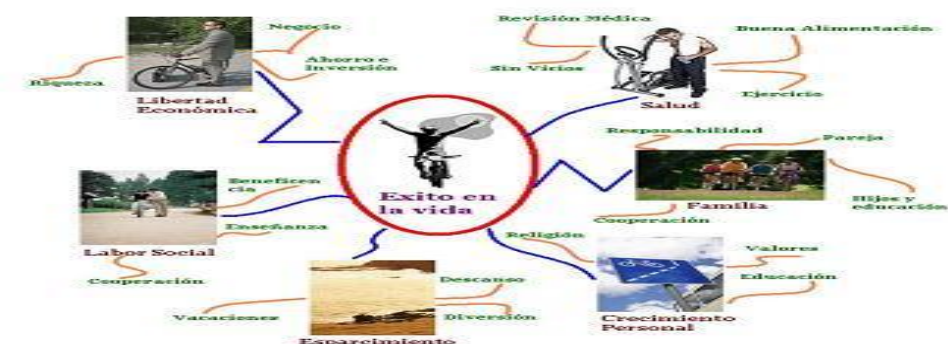 Exito en
la vida
Negocio
Ahorro e
Inversión
Riqueza
Libertad
Económica
Revisión Médica
Buena Alimentación
Sin Vicios
Ejercicio
Salud
Responsabilidad
Pareja
Hijos y
educación
Cooperación
Familia
Religión
Valores
Educación
Crecimiento
Personal
Descanso
Diversión
Vacaciones
Esparcimiento
Beneficen
cia
Enseñanza
Cooperación
Labor Social